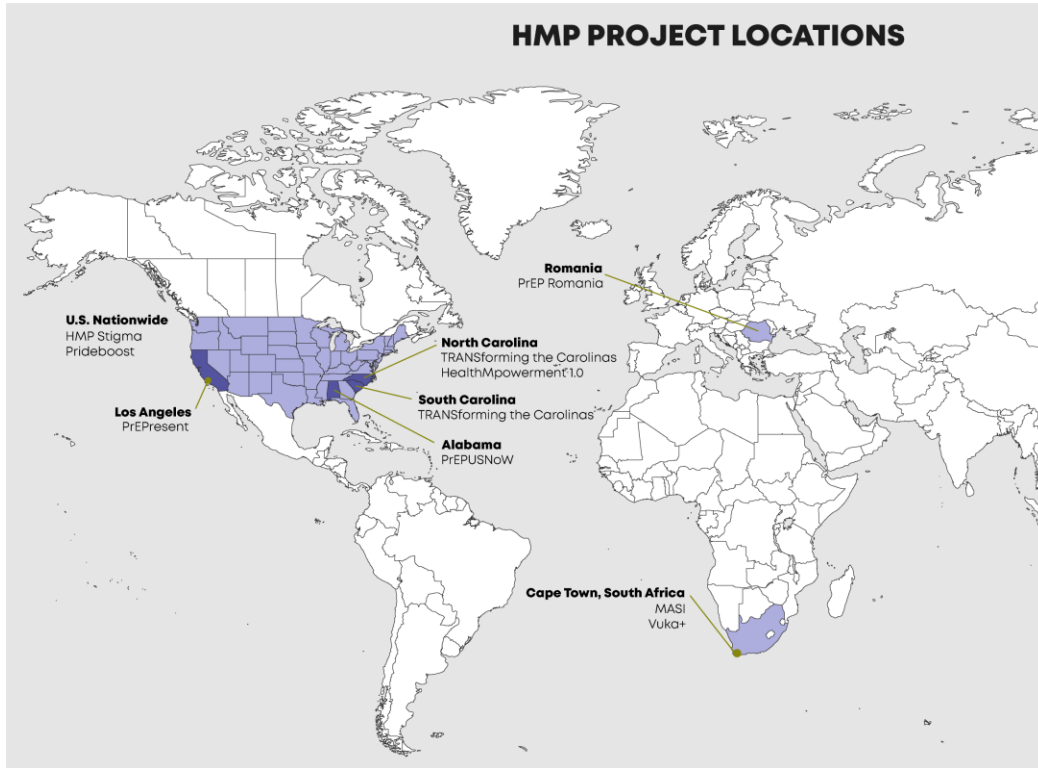 HMP PROJECT LOCATIONS
Romania
PrEP Romania
U.S. Nationwide
HMP Stigma
Prideboost
North Carolina
TRANSforming the Carolinas
HealthMpowerment 1.0
South Carolina
TRANSforming the Carolinas
Los Angeles
PrEPresent
Alabama
PrEPUSNoW
Cape Town, South Africa
MASI
Vuka+